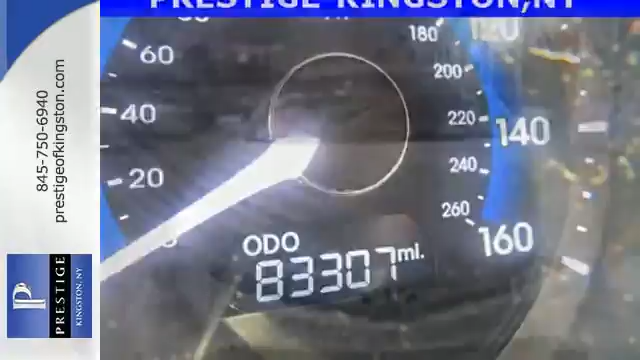 PRESTIGE KINGSTON, NY
845-750-6940
prestigeofkingston.com
P
PRESTIGE
KINGSTON, NY
60
40
20
180
200
220
240
260
120
140
160
ODO
83307 mi.